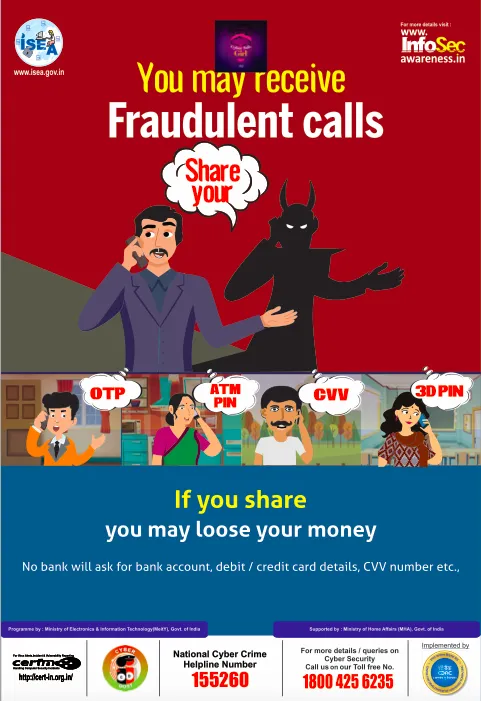 iSEA
www.isea.gov.in
For more details visit :
www.
InfoSec
awareness.in
You may receive
Fraudulent calls
Share
your
OTP
ATM
PIN
CVV
3D PIN
If you share
you may loose your money
No bank will ask for bank account, debit / credit card details, CVV number etc.,
Programme by : Ministry of Electronics & Information Technology(MeitY), Govt. of India
Supported by : Ministry of Home Affairs (MHA), Govt. of India
http://cert-in.org.in/
CYBER
DOST
National Cyber Crime
Helpline Number
155260
For more details / queries on
Cyber Security
Call us on our Toll free No.
1800 425 6235
Implemented by